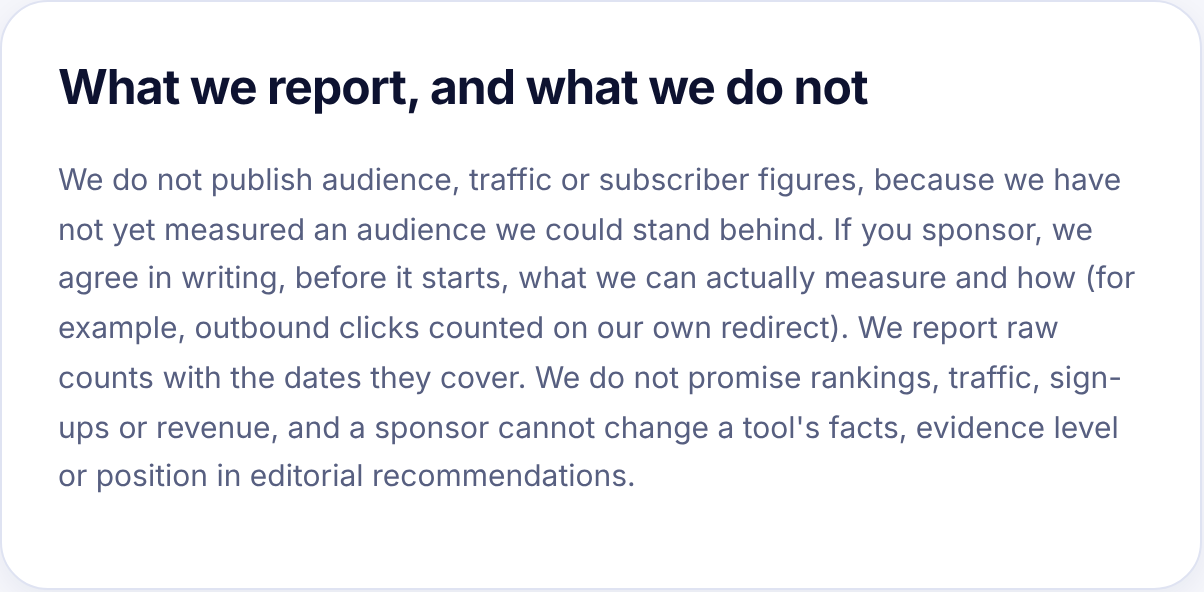 What we report, and what we do not
We do not publish audience, traffic or subscriber figures, because we have
not yet measured an audience we could stand behind. If you sponsor, we
agree in writing, before it starts, what we can actually measure and how (for
example, outbound clicks counted on our own redirect). We report raw
counts with the dates they cover. We do not promise rankings, traffic, sign-
ups or revenue, and a sponsor cannot change a tool's facts, evidence level
or position in editorial recommendations.